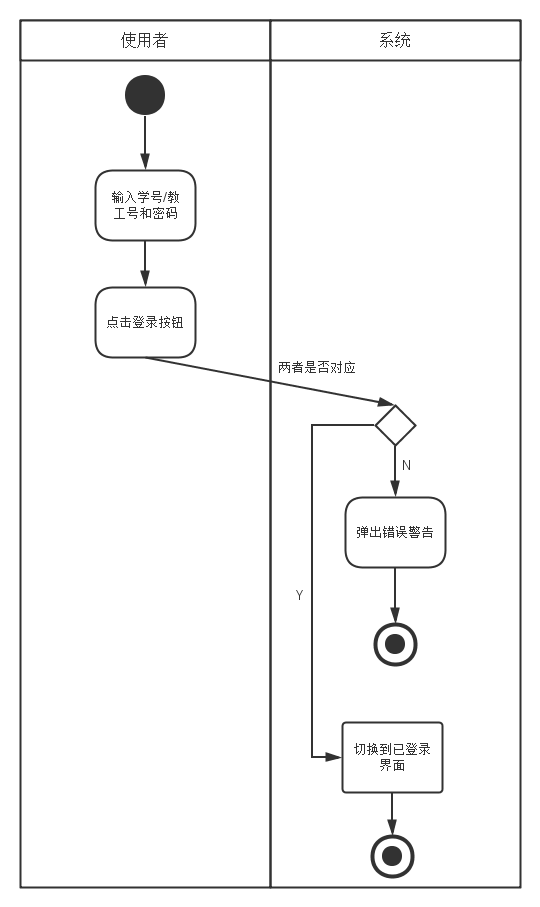 使用者
系统
输入学号/教
工号和密码
点击登录按钮
两者是否对应
N
弹出错误警告
Y
切换到已登录
界面